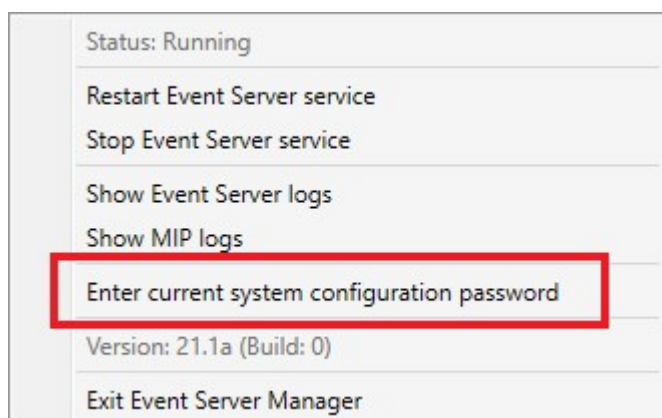 Status: Running
Restart Event Server service
Stop Event Server service
Show Event Server logs
Show MIP logs
Enter current system configuration password
Version: 21.1a (Build: 0)
Exit Event Server Manager